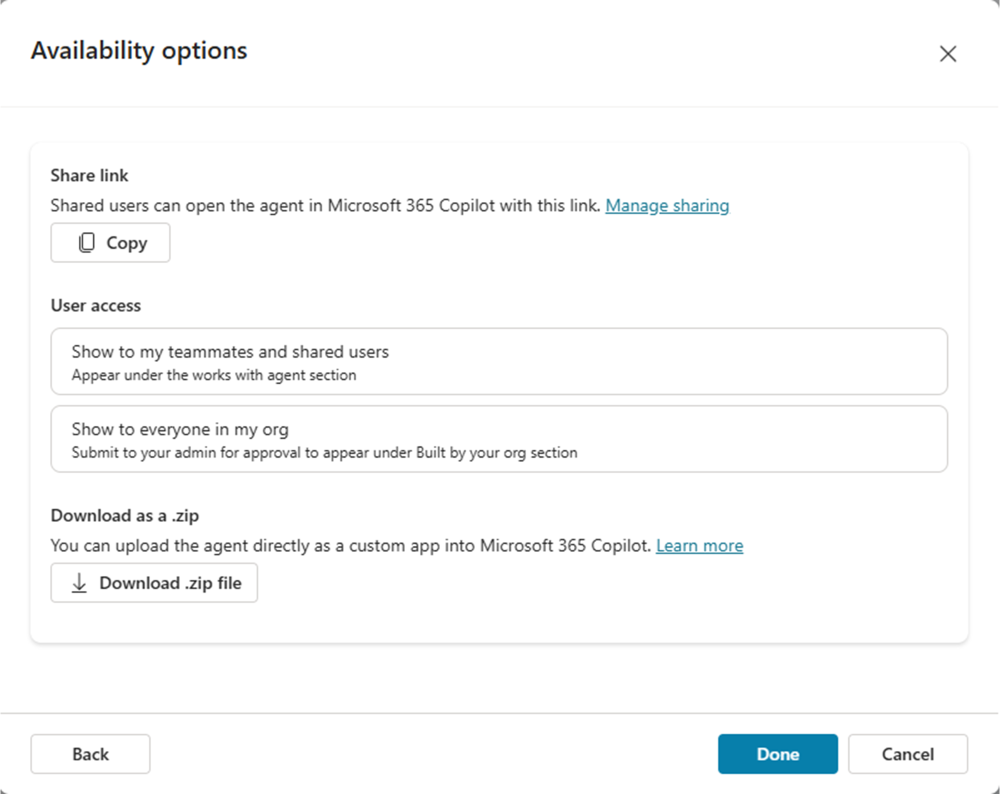 Availability options
Share link
Shared users can open the agent in Microsoft 365 Copilot with this link. Manage sharing
Copy
User access
Show to my teammates and shared users
Appear under the works with agent section
Show to everyone in my org
Submit to your admin for approval to appear under Built by your org section
Download as a .zip
You can upload the agent directly as a custom app into Microsoft 365 Copilot. Learn more
Download .zip file
Back
Done
Cancel